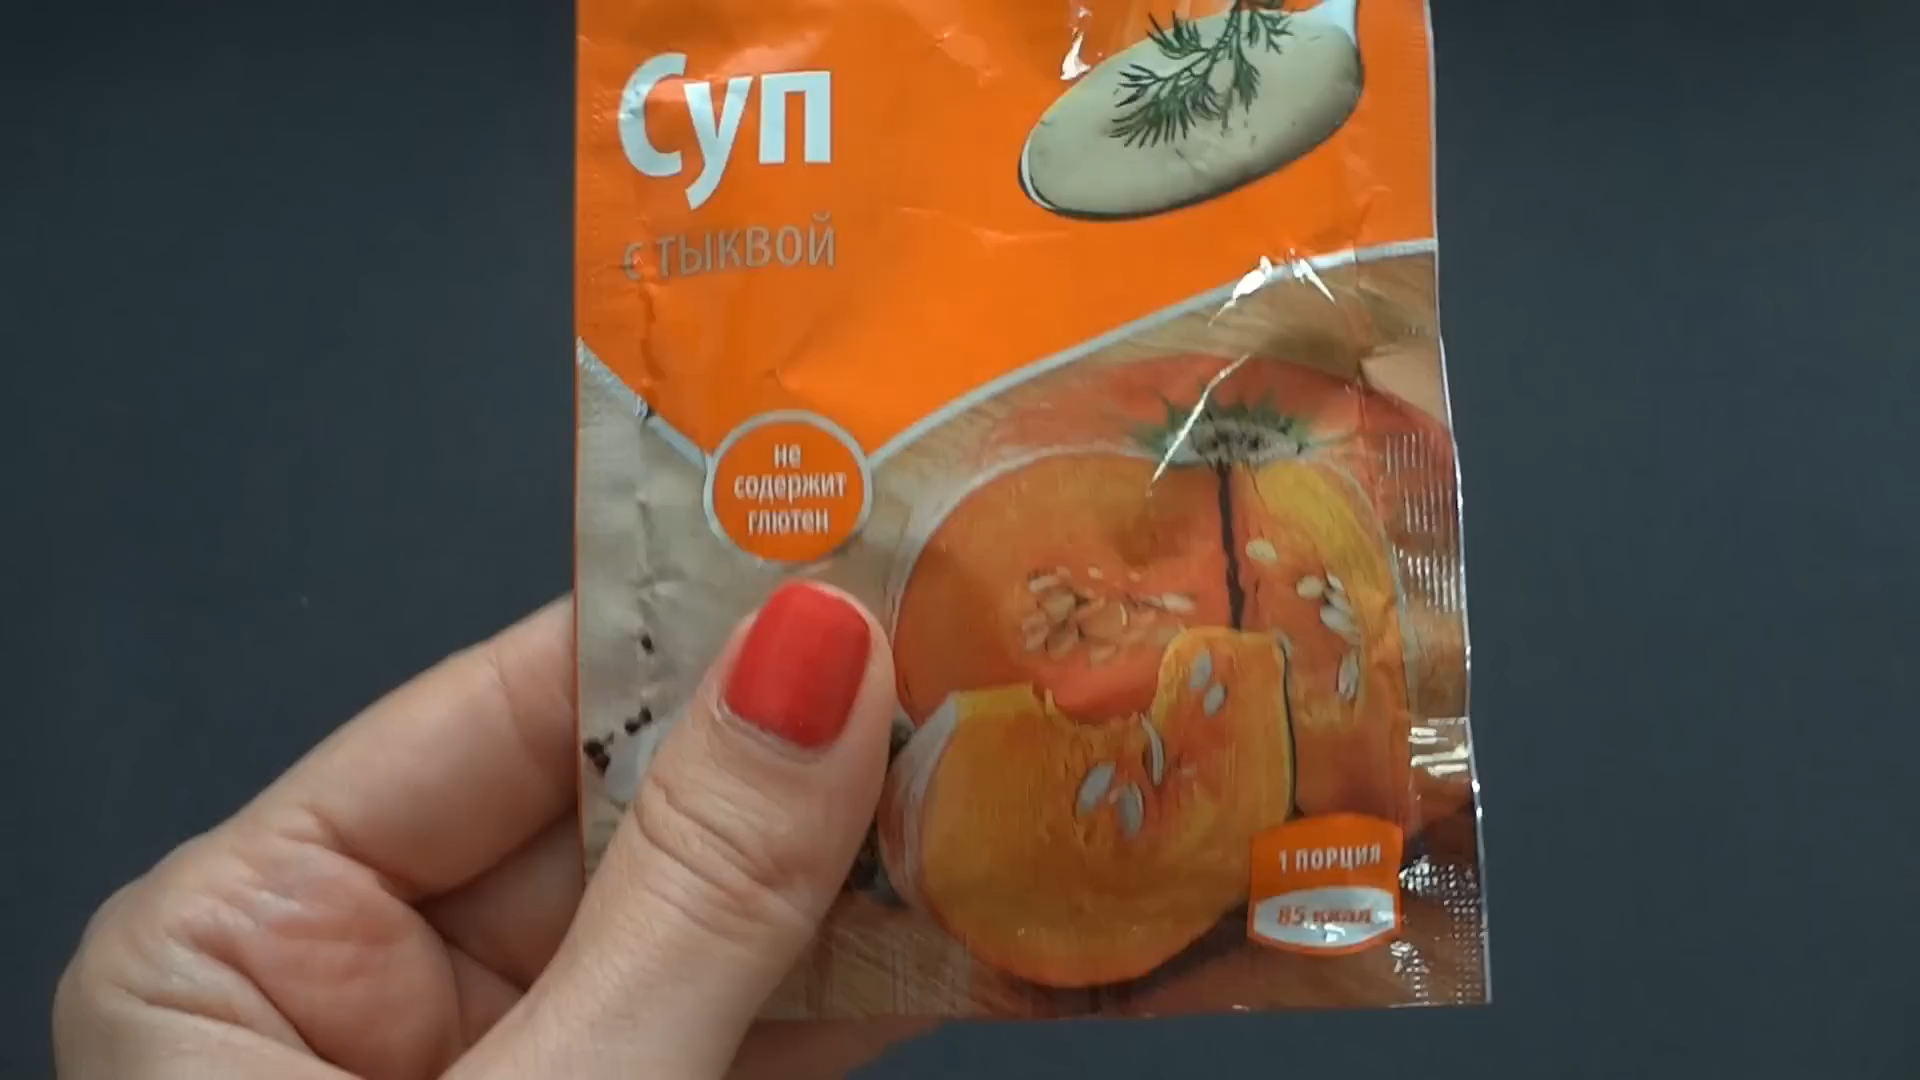 Суп
с тыквой
не
содержит
глютен
1 порция
85 ккал